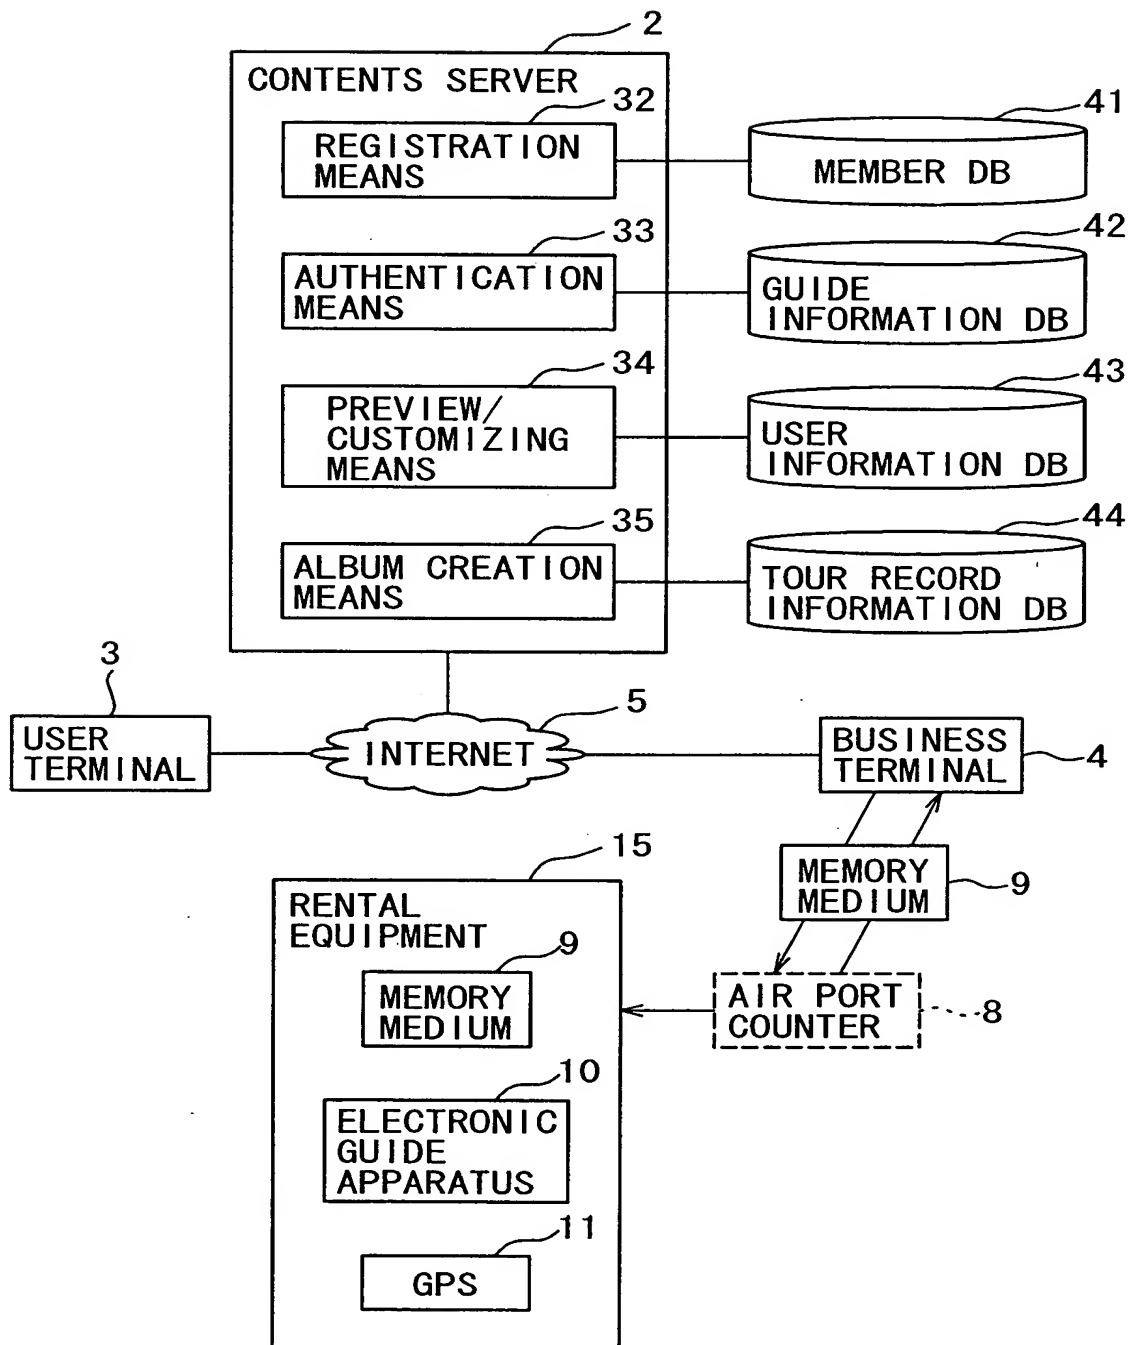 2
CONTENTS SERVER
32
REGISTRATION
MEANS
41
MEMBER DB
33
AUTHENTICATION
MEANS
42
GUIDE
INFORMATION DB
34
PREVIEW/
CUSTOMIZING
MEANS
43
USER
INFORMATION DB
35
ALBUM CREATION
MEANS
44
TOUR RECORD
INFORMATION DB
3
USER
TERMINAL
5
INTERNET
BUSINESS
TERMINAL
4
MEMORY
MEDIUM
9
AIR PORT
COUNTER
8
15
RENTAL
EQUIPMENT
9
MEMORY
MEDIUM
10
ELECTRONIC
GUIDE
APPARATUS
11
GPS